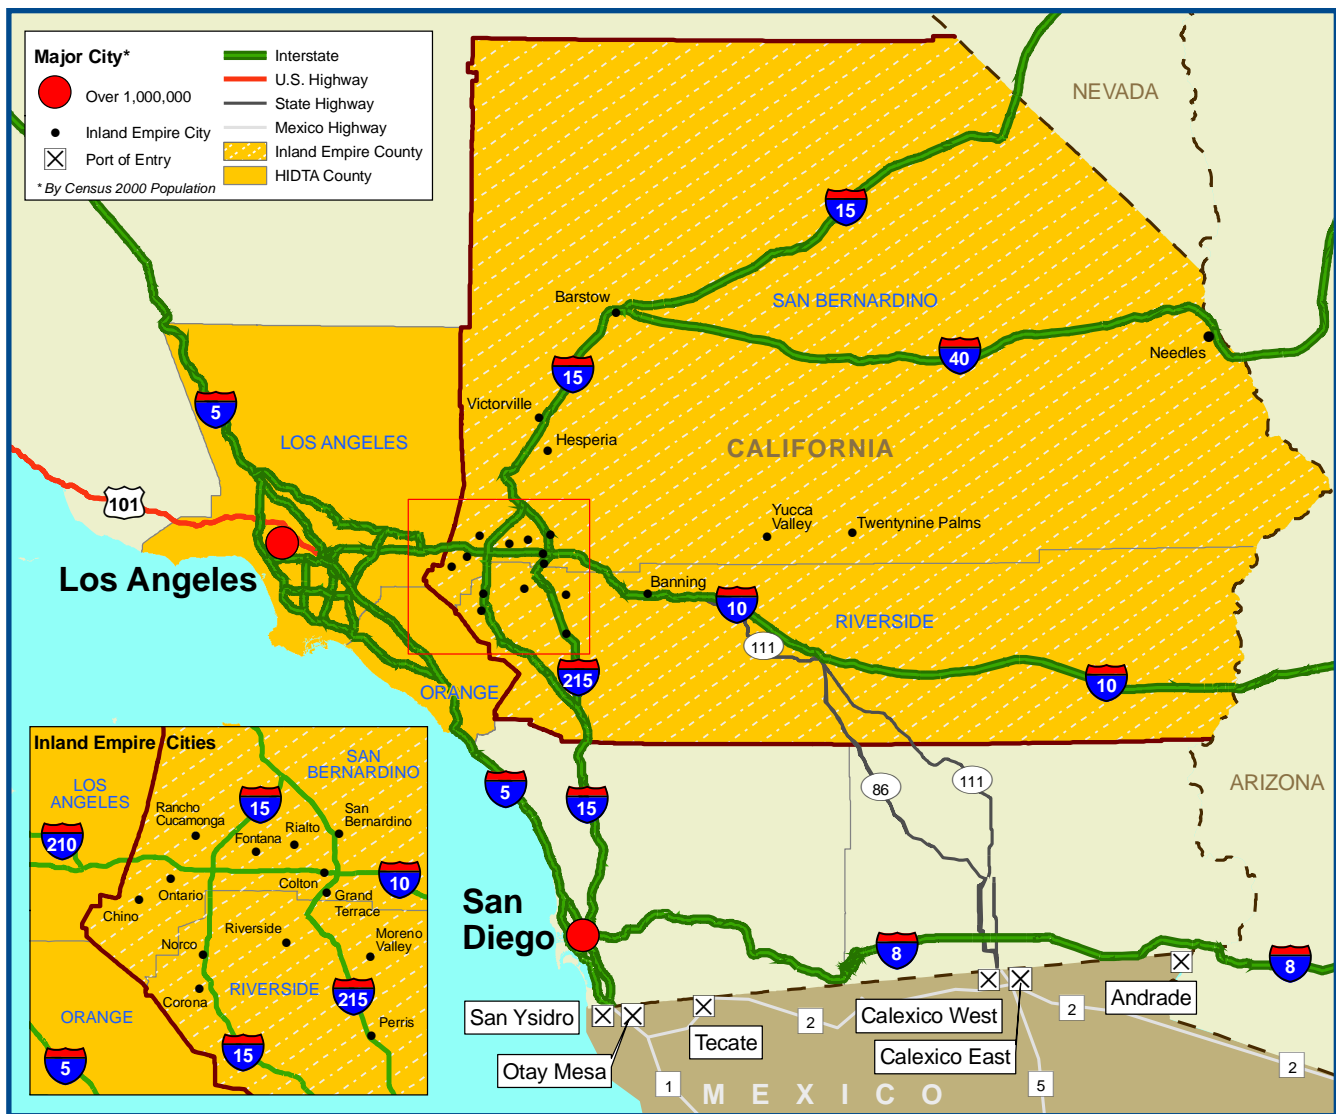 Major City*
Over 1,000,000
Inland Empire City
Port of Entry
* By Census 2000 Population
Interstate
U.S. Highway
State Highway
Mexico Highway
Inland Empire County
HIDTA County
NEVADA
15
Barstow
SAN BERNARDINO
40
Needles
15
5
Victorville
Hesperia
LOS ANGELES
CALIFORNIA
101
Yucca
Valley
Twentynine Palms
Los Angeles
Banning
10
RIVERSIDE
111
215
10
ORANGE
5
15
86
111
ARIZONA
San
Diego
8
8
San Ysidro
Otay Mesa
Tecate
2
Calexico West
Calexico East
2
Andrade
2
1
5
MEXICO
Inland Empire Cities
LOS
ANGELES
SAN
BERNARDINO
Rancho
Cucamonga
15
San
Bernardino
Rialto
Fontana
210
10
Colton
Ontario
Grand
Terrace
Chino
Riverside
Norco
Moreno
Valley
RIVERSIDE
215
Corona
ORANGE
Perris
15
5